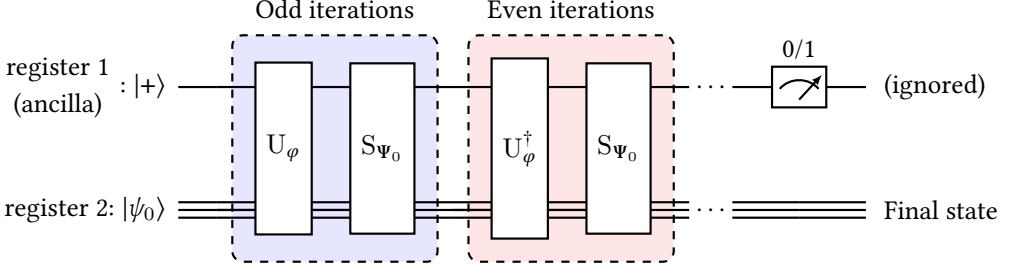 Odd iterations
Even iterations
0/1
register 1
(ancilla)
: |+⟩
U_φ
S_Ψ₀
U_φ^†
S_Ψ₀
···
(ignored)
register 2: |ψ₀⟩
···
Final state